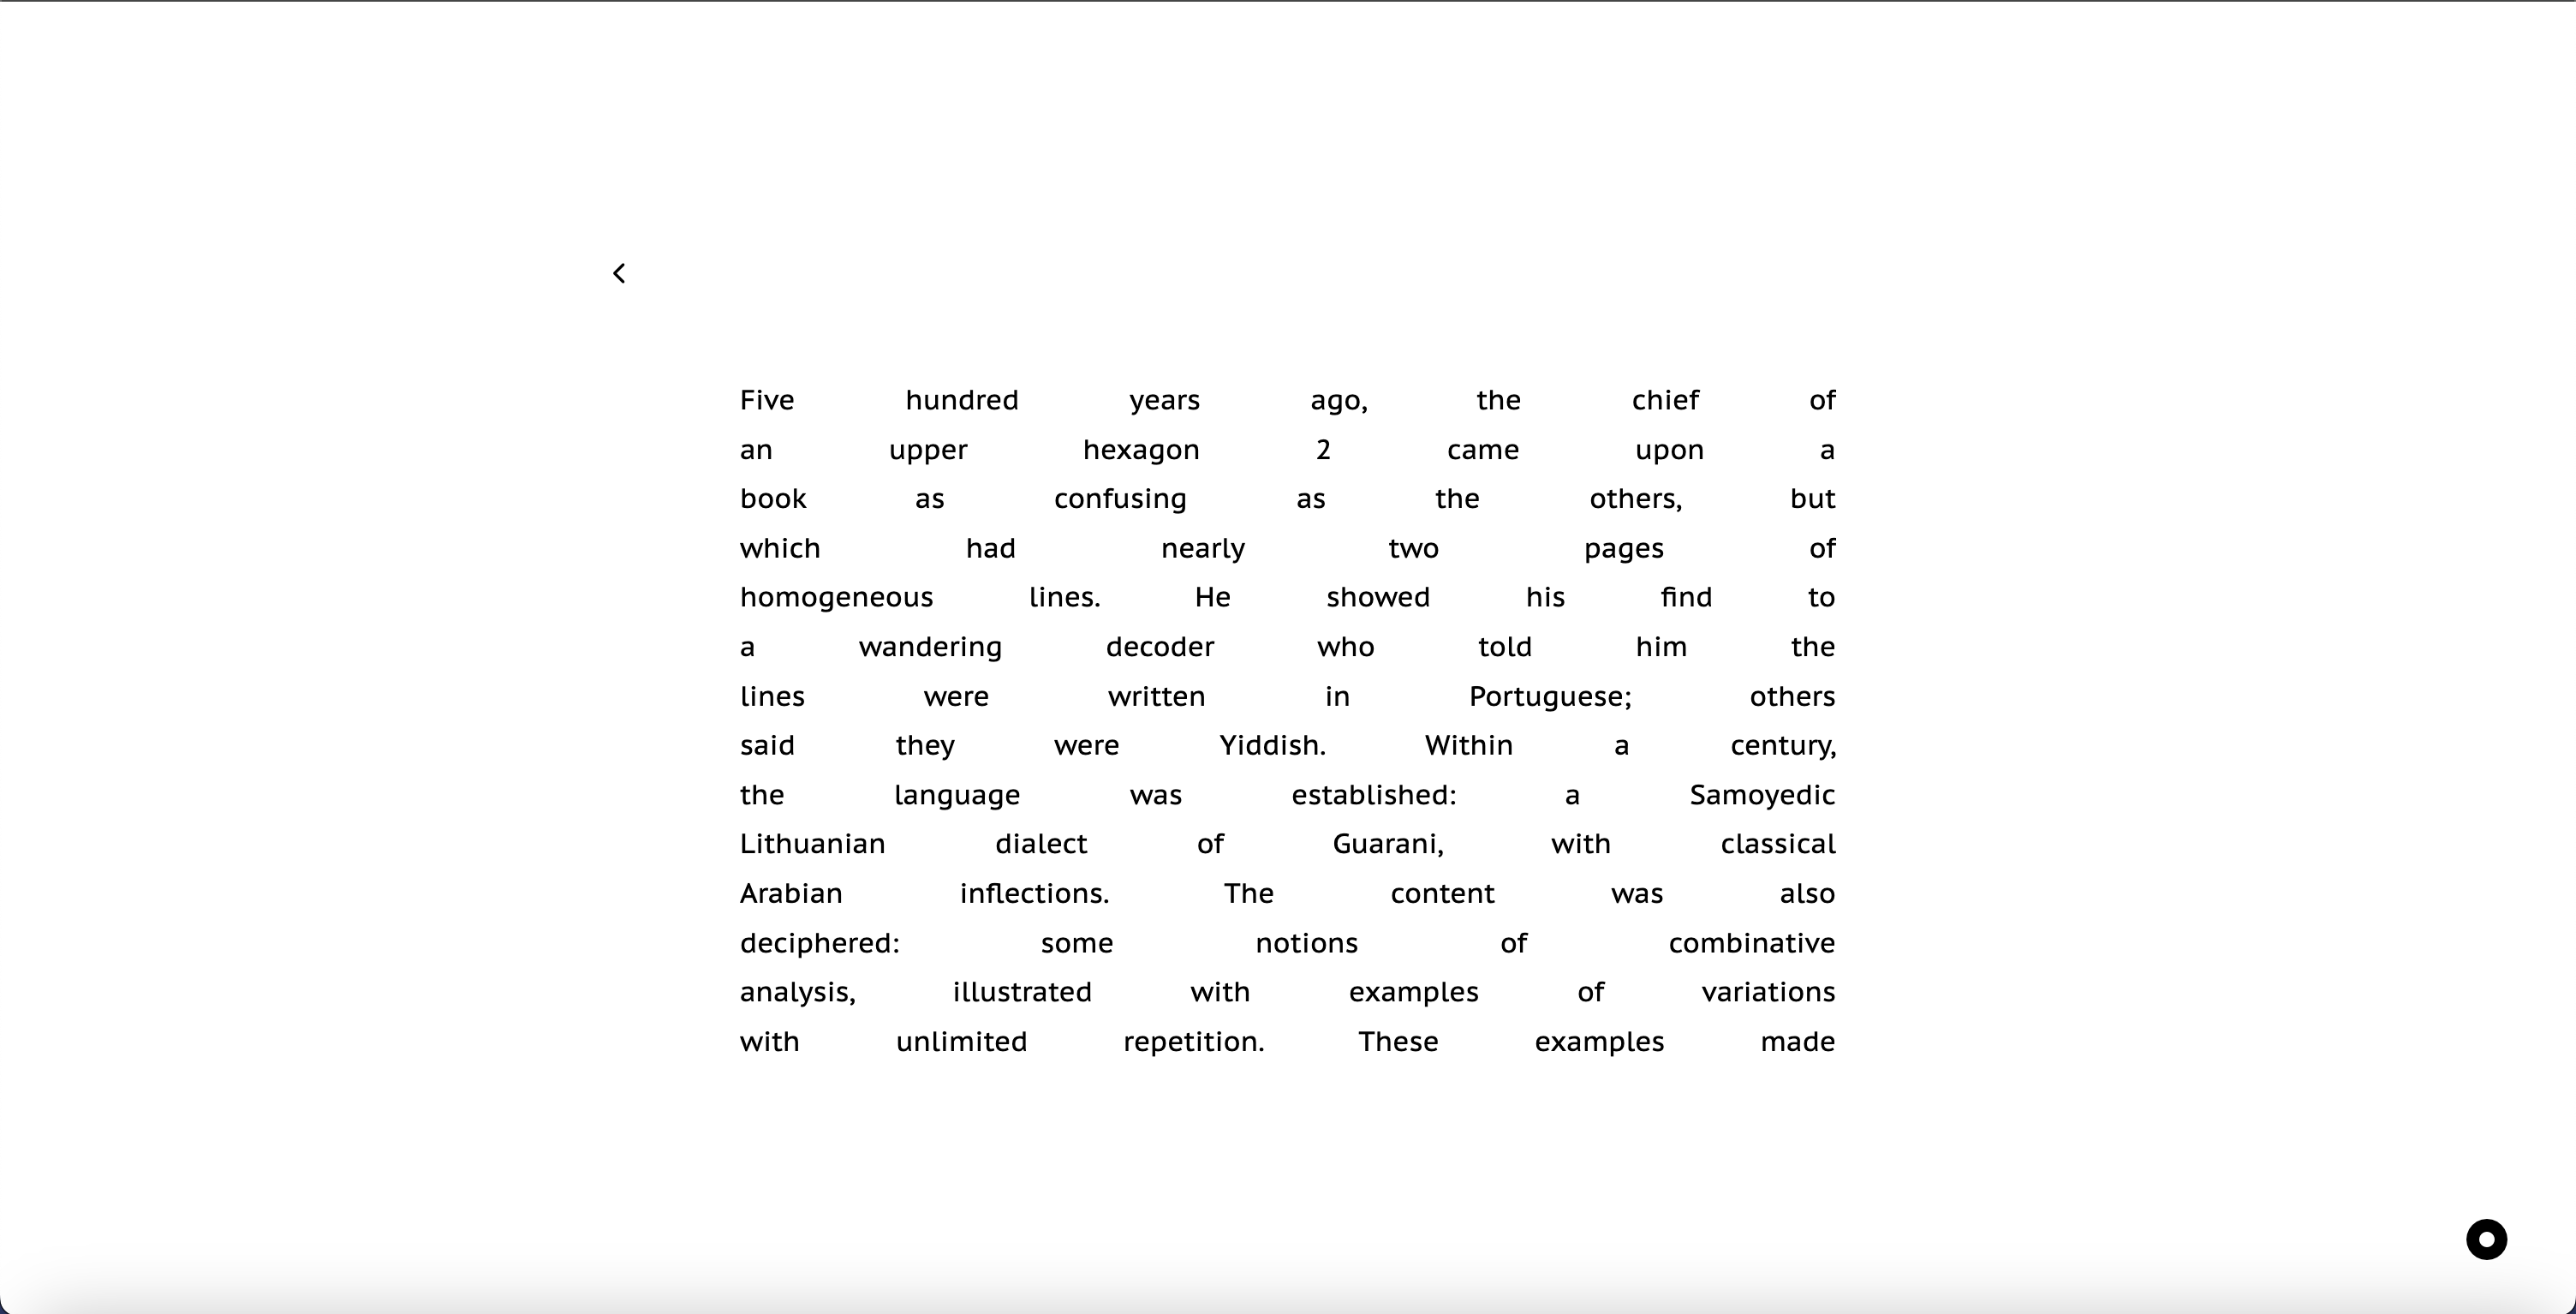 Five hundred years ago, the chief of
an upper hexagon 2 came upon a
book as confusing as the others, but
which had nearly two pages of
homogeneous lines. He showed his find to
a wandering decoder who told him the
lines were written in Portuguese; others
said they were Yiddish. Within a century,
the language was established: a Samoyedic
Lithuanian dialect of Guarani, with classical
Arabian inflections. The content was also
deciphered: some notions of combinative
analysis, illustrated with examples of variations
with unlimited repetition. These examples made